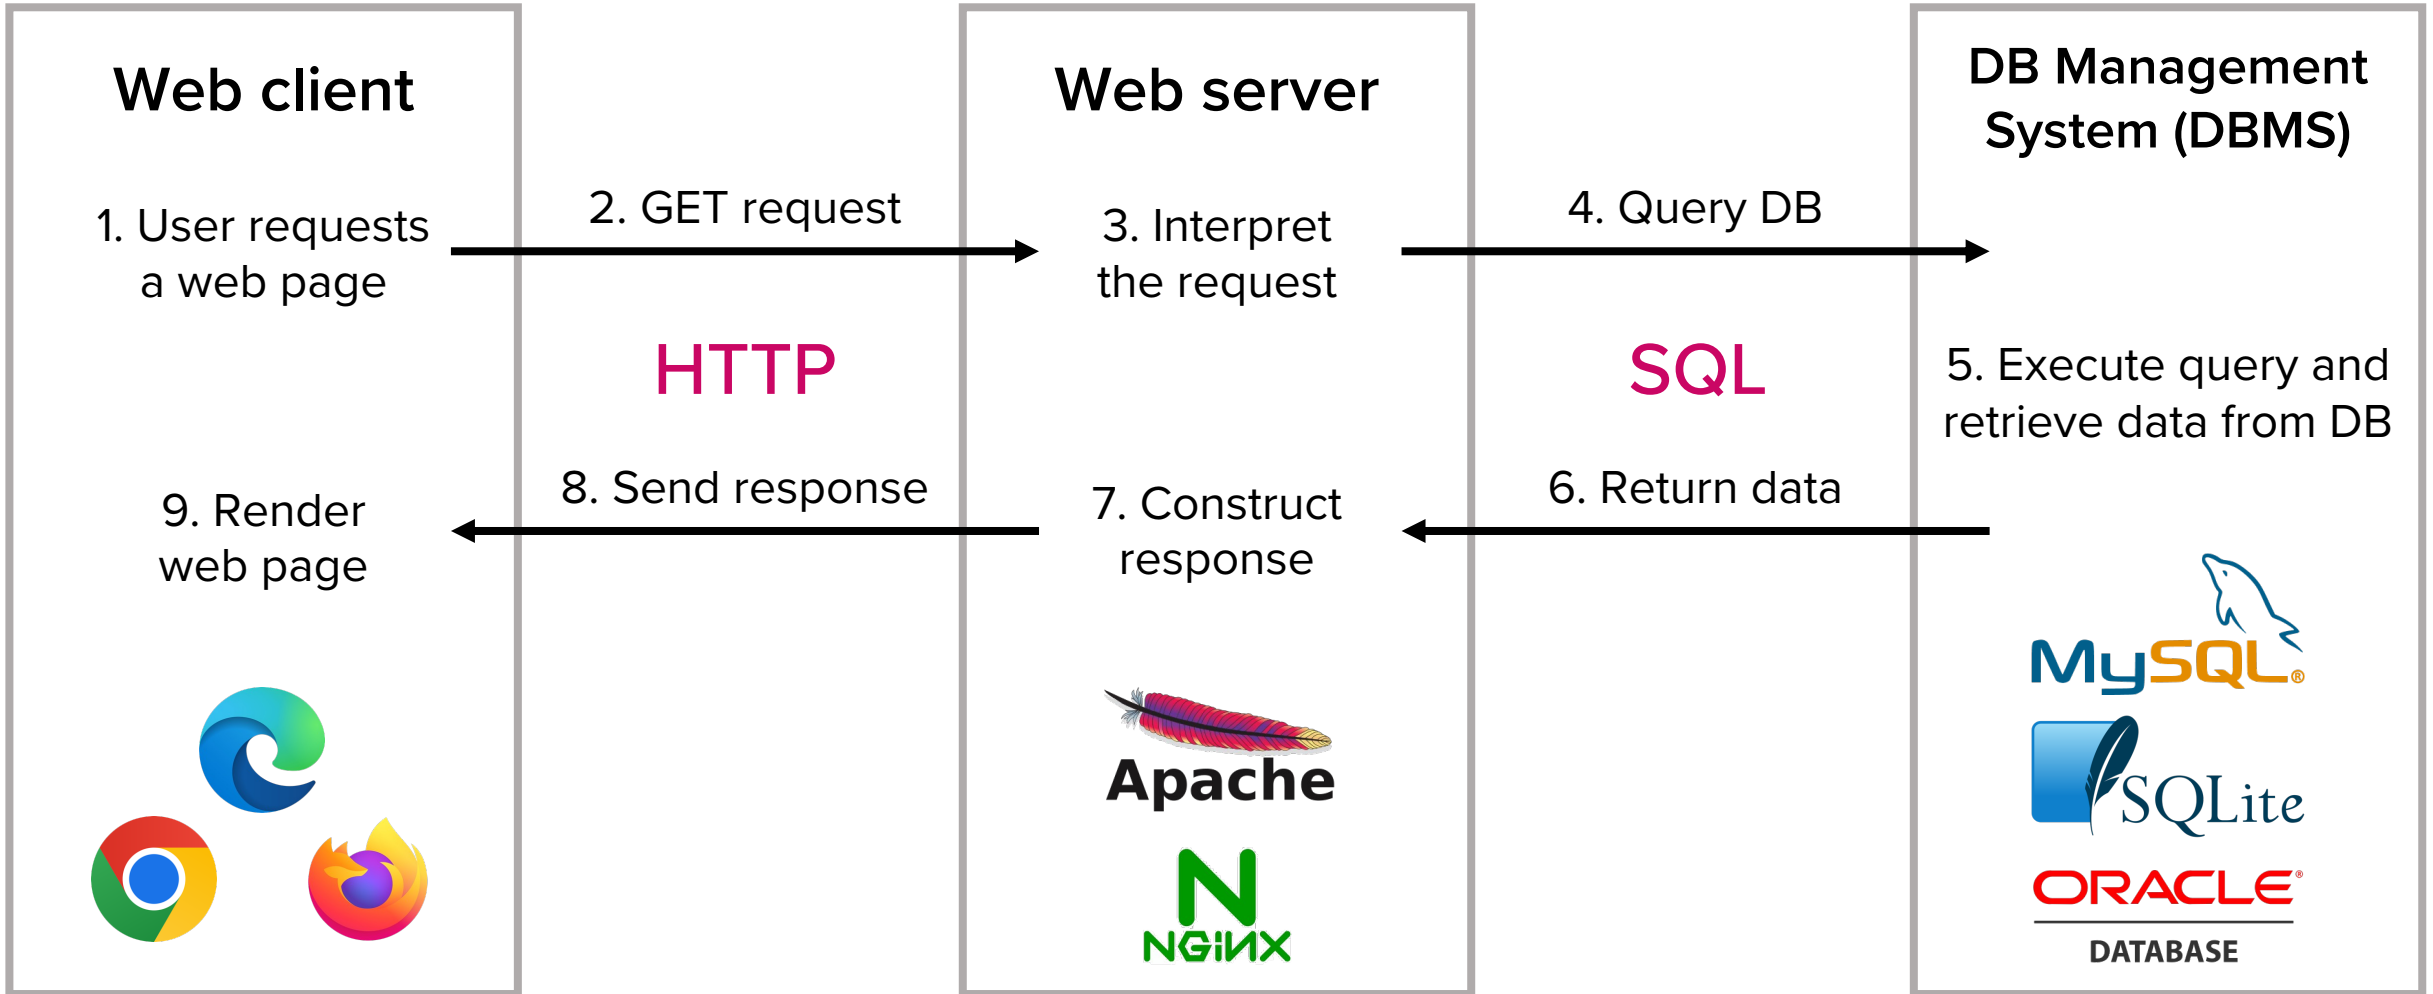 Web client
1. User requests
a web page
2. GET request
HTTP
8. Send response
9. Render
web page
Web server
3. Interpret
the request
7. Construct
response
Apache
N
NGiNX
4. Query DB
SQL
6. Return data
DB Management
System (DBMS)
5. Execute query and
retrieve data from DB
MySQL®
SQLite
ORACLE®
DATABASE